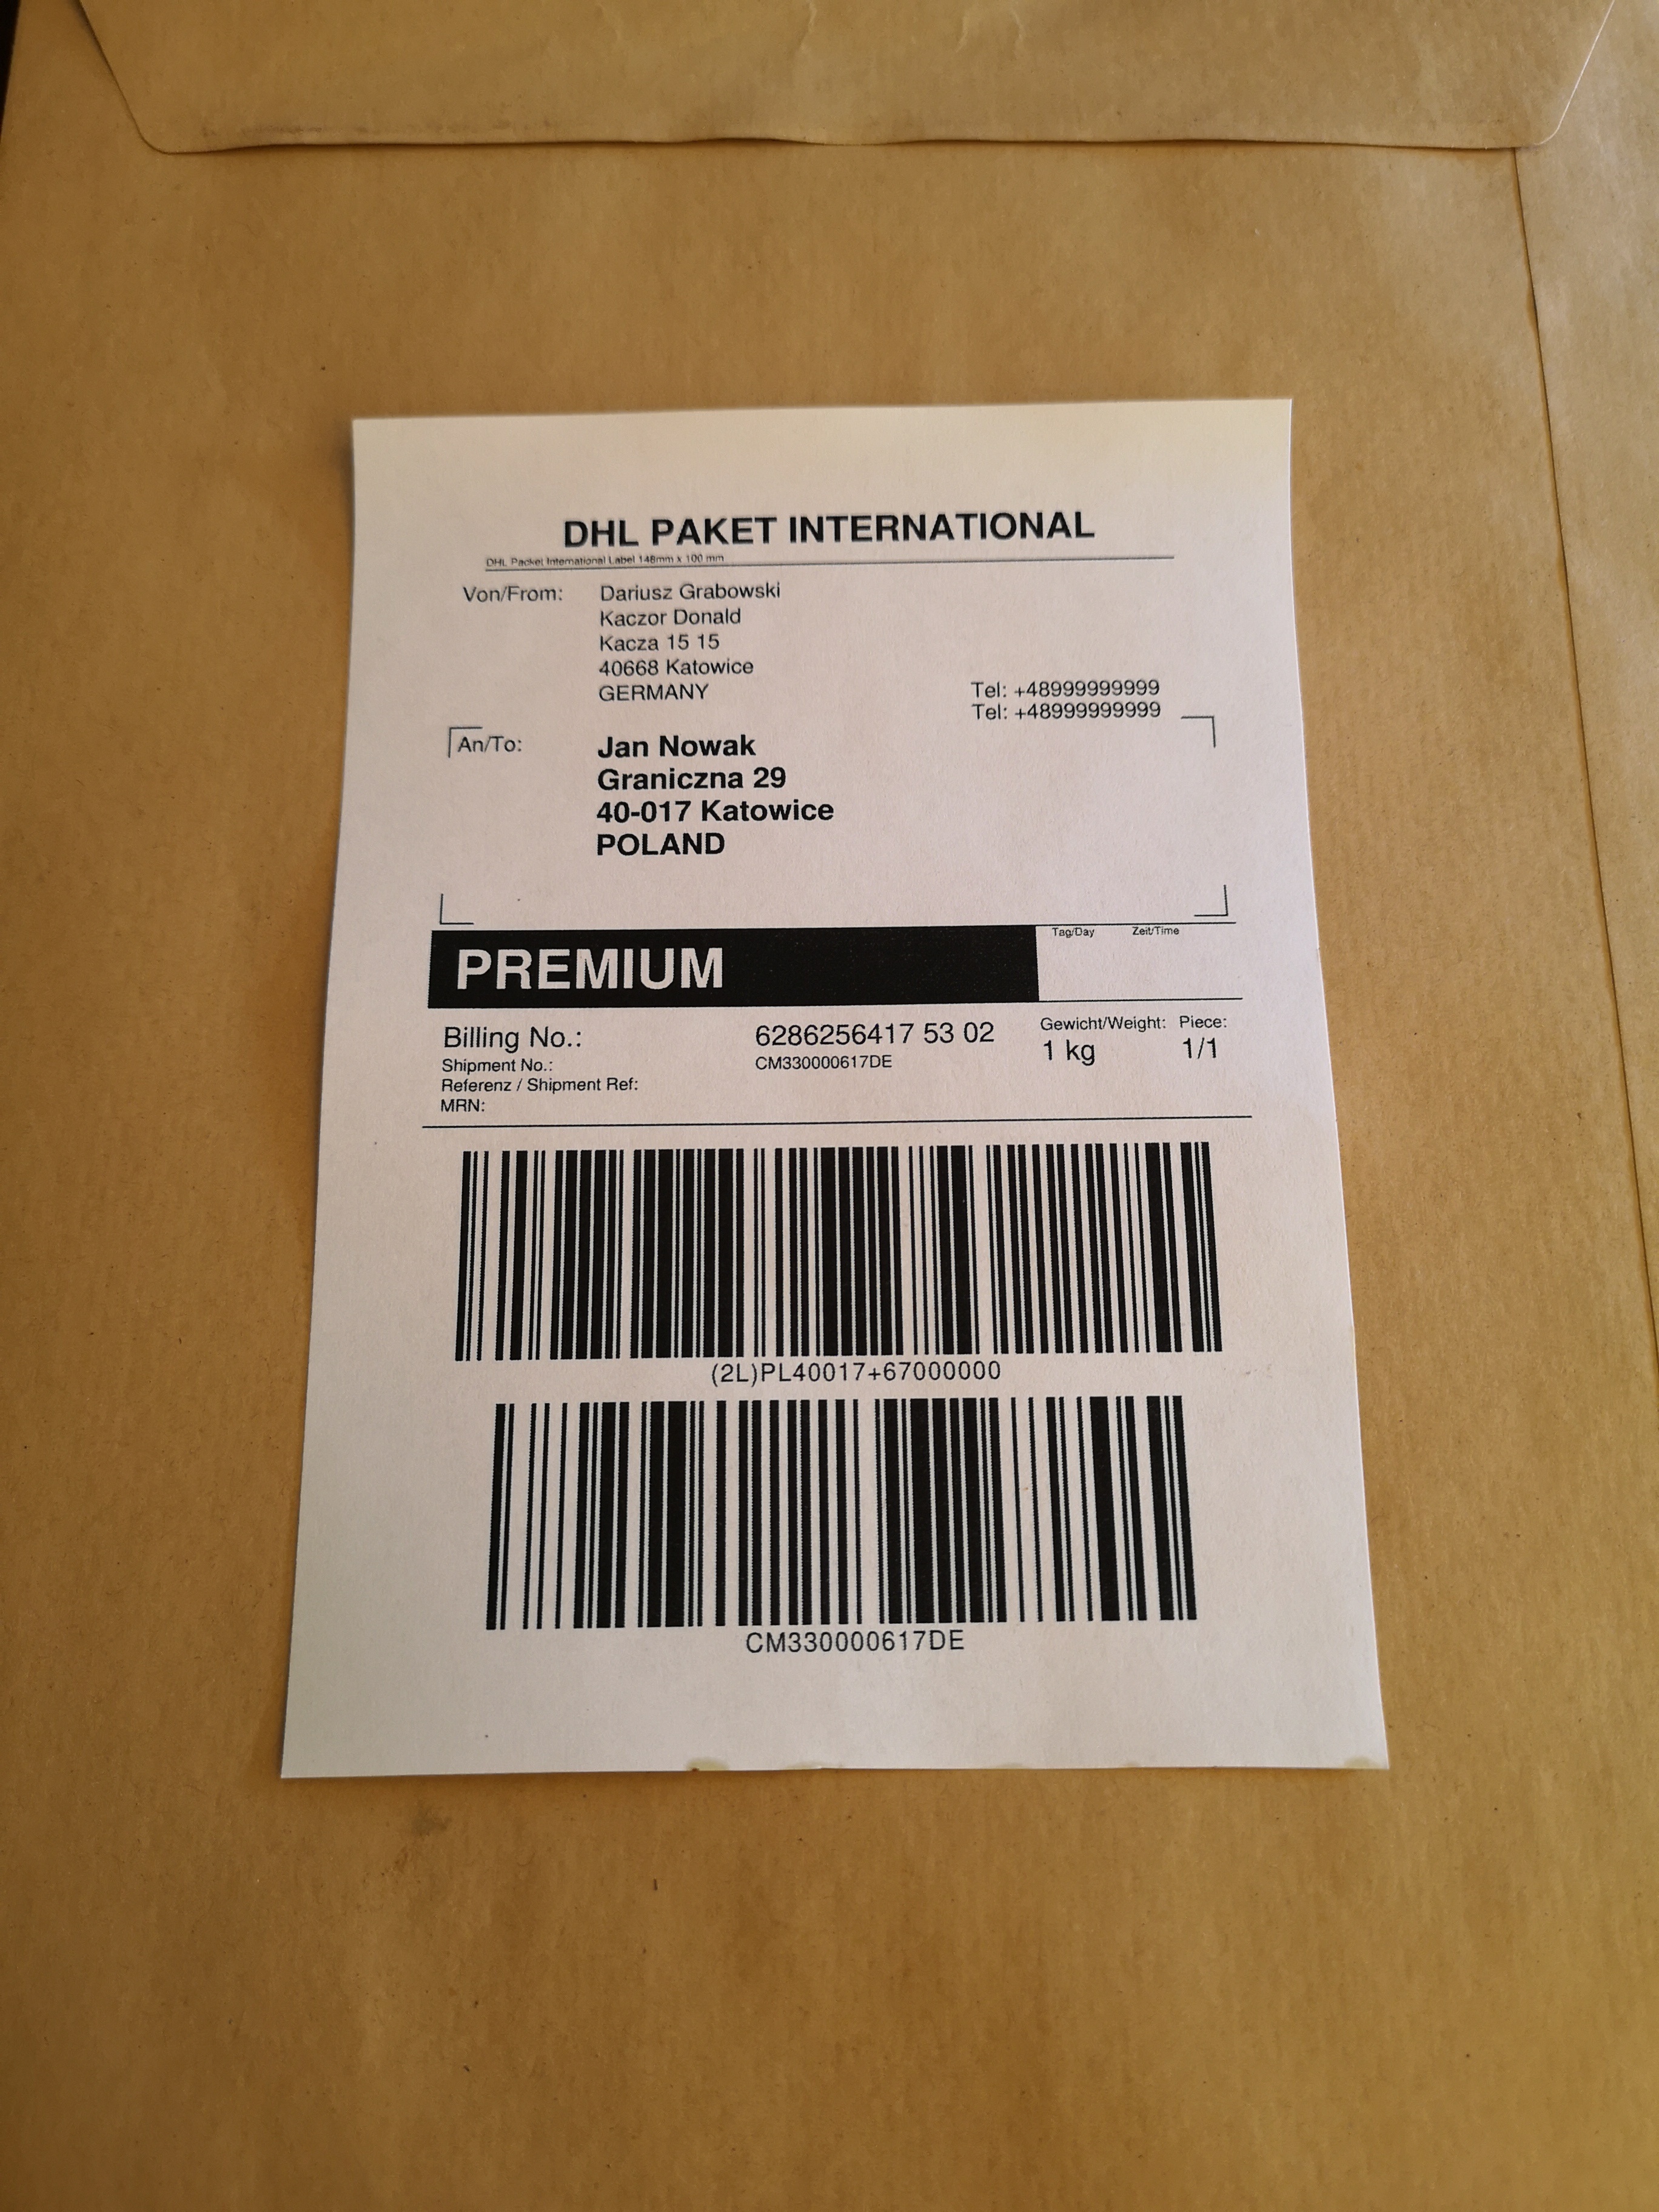 DHL PAKET INTERNATIONAL
DHL Packet International Label 148mm x 100 mm
Von/From:
Dariusz Grabowski
Kaczor Donald
Kacza 15 15
40668 Katowice
GERMANY
Tel: +48999999999
Tel: +48999999999
An/To:
Jan Nowak
Graniczna 29
40-017 Katowice
POLAND
PREMIUM
Tag/Day Zeit/Time
Billing No.: 6286256417 53 02
Shipment No.: CM330000617DE
Referenz / Shipment Ref:
MRN:
Gewicht/Weight: Piece:
1 kg 1/1
(2L)PL40017+67000000
CM330000617DE